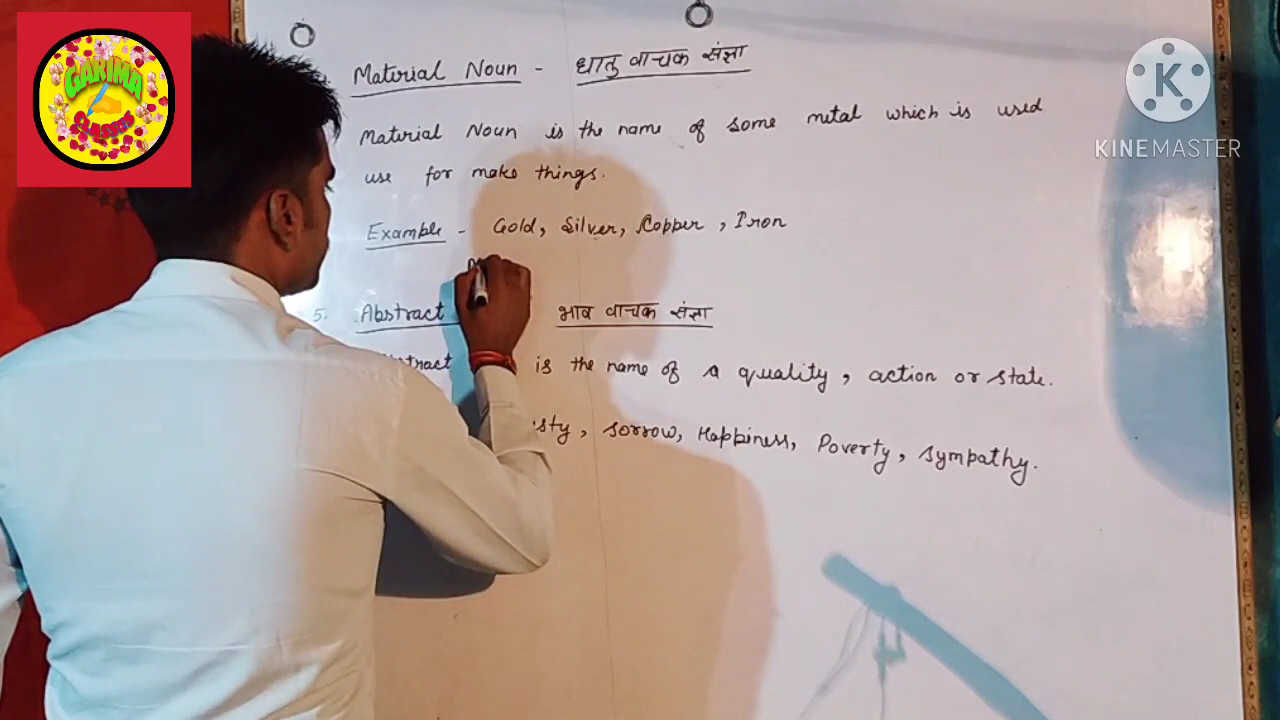 GARIMA
CLASSES
K
KINEMASTER
Material Noun - धातु वाचक संज्ञा
Material Noun is the name of some metal which is used
use for make things.
Example - Gold, Silver, Copper, Iron
5. Abstract भाव वाचक संज्ञा
is the name of a quality, action or state.
sorrow, Happiness, Poverty, sympathy.